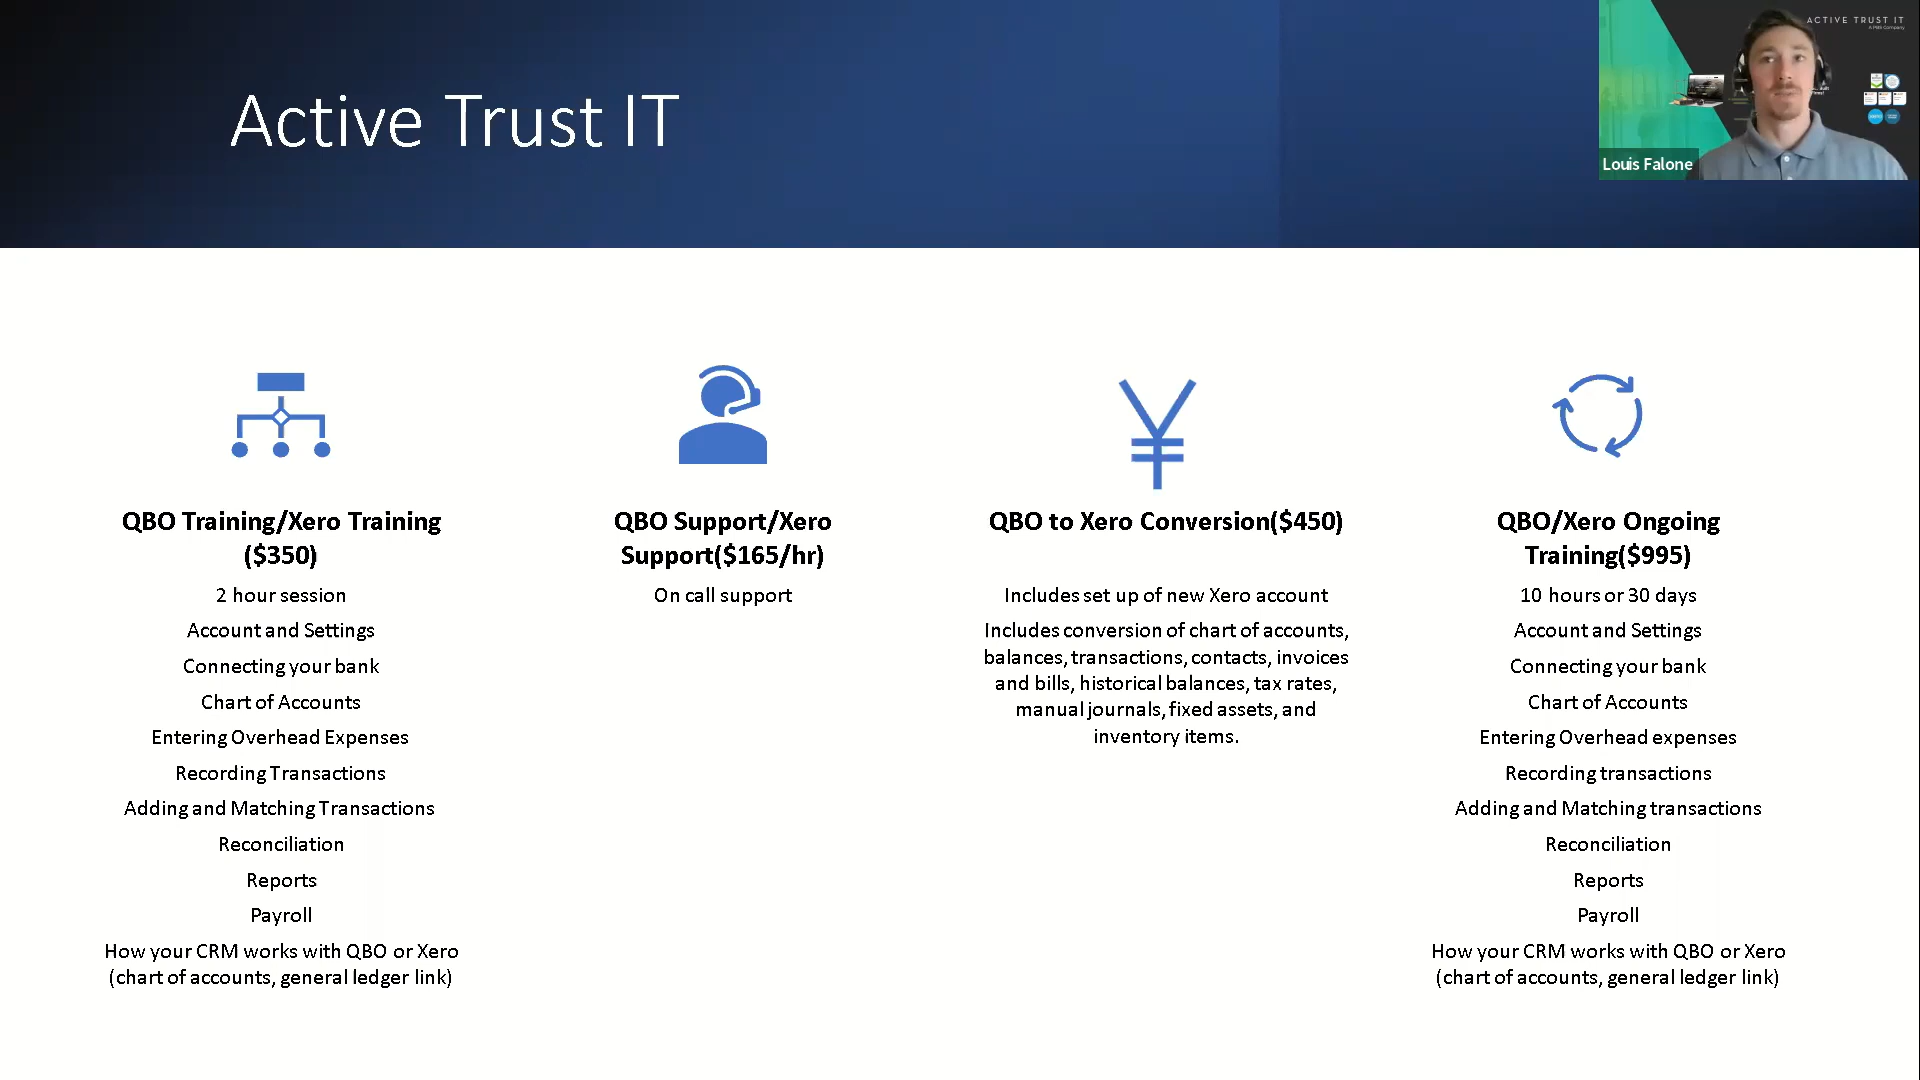 Active Trust IT
ACTIVE TRUST IT
Louis Falone
QBO Training/Xero Training
($350)
2 hour session
Account and Settings
Connecting your bank
Chart of Accounts
Entering Overhead Expenses
Recording Transactions
Adding and Matching Transactions
Reconciliation
Reports
Payroll
How your CRM works with QBO or Xero
(chart of accounts, general ledger link)
QBO Support/Xero
Support($165/hr)
On call support
¥
QBO to Xero Conversion($450)
Includes set up of new Xero account
Includes conversion of chart of accounts,
balances, transactions, contacts, invoices
and bills, historical balances, tax rates,
manual journals, fixed assets, and
inventory items.
QBO/Xero Ongoing
Training($995)
10 hours or 30 days
Account and Settings
Connecting your bank
Chart of Accounts
Entering Overhead expenses
Recording transactions
Adding and Matching transactions
Reconciliation
Reports
Payroll
How your CRM works with QBO or Xero
(chart of accounts, general ledger link)